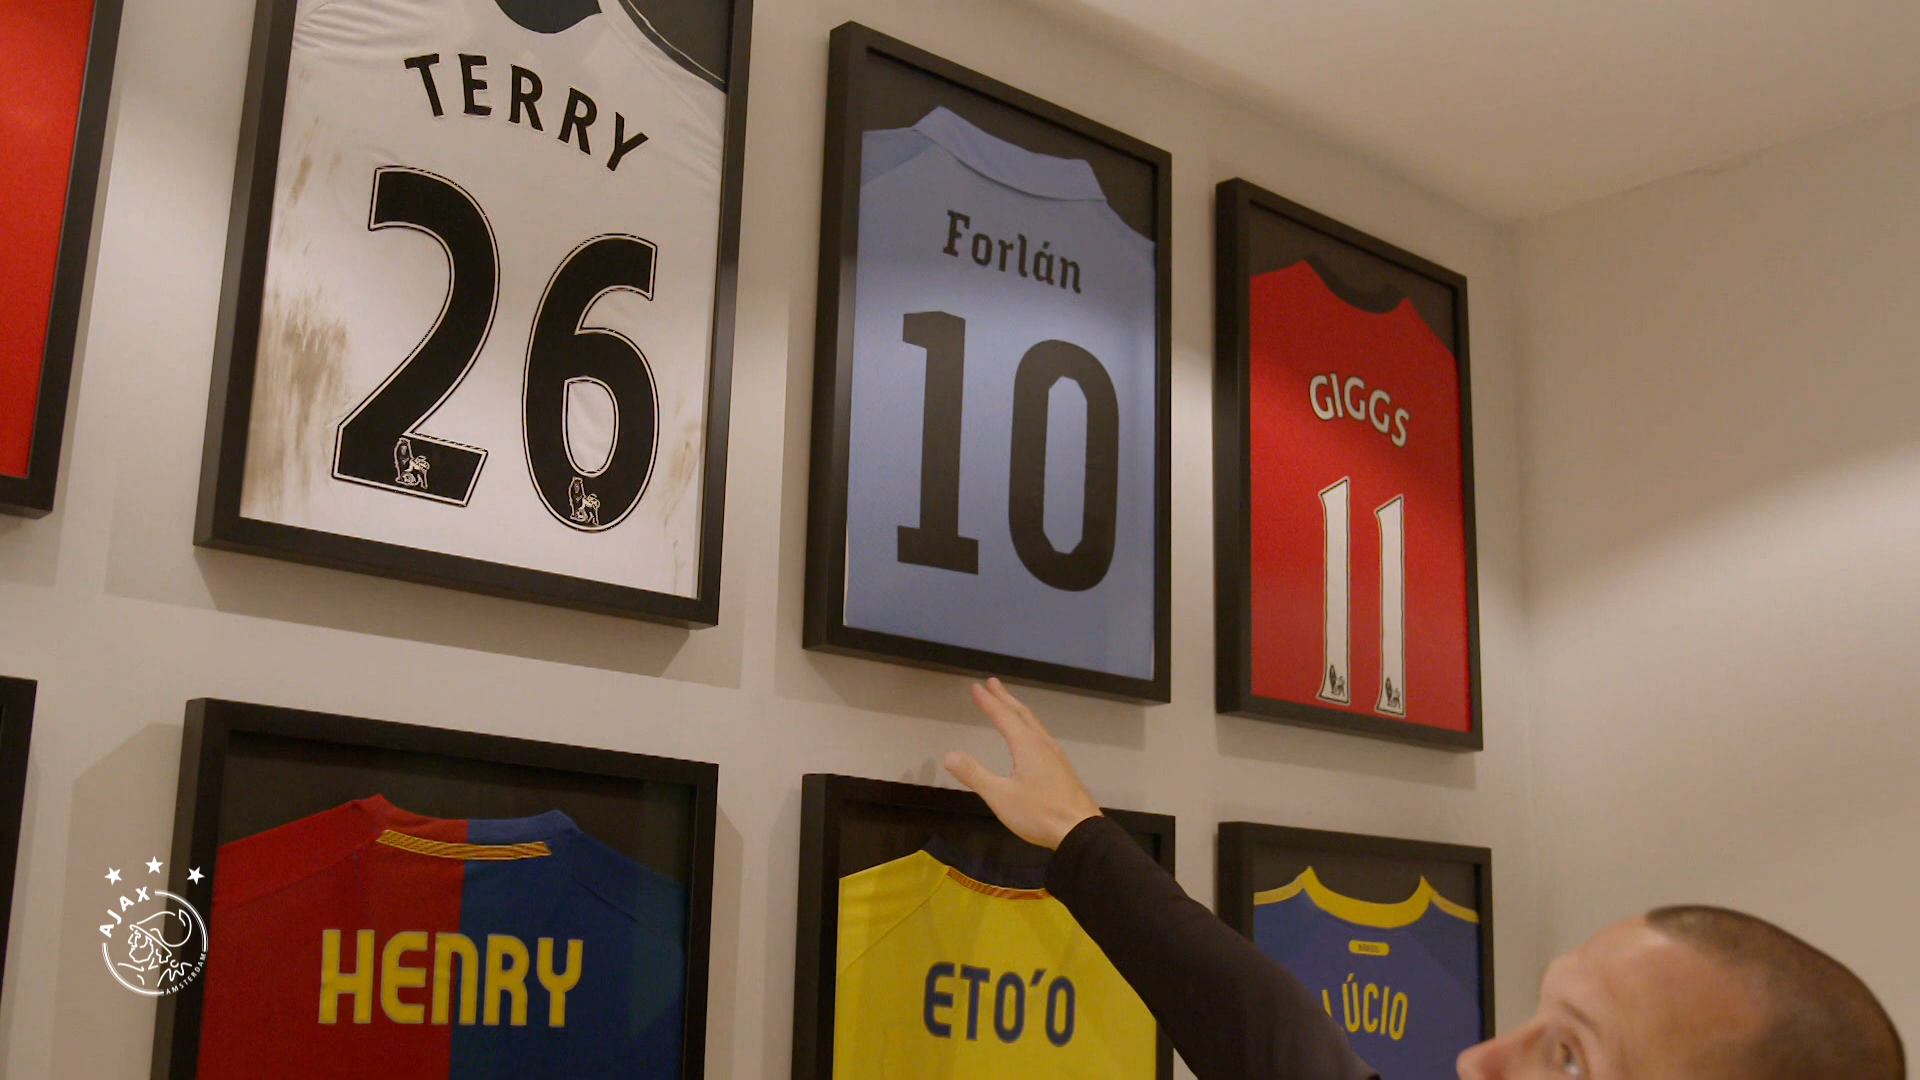 TERRY
26
Forlán
10
GIGGS
11
HENRY
ETO'O
LÚCIO
AJAX
AMSTERDAM